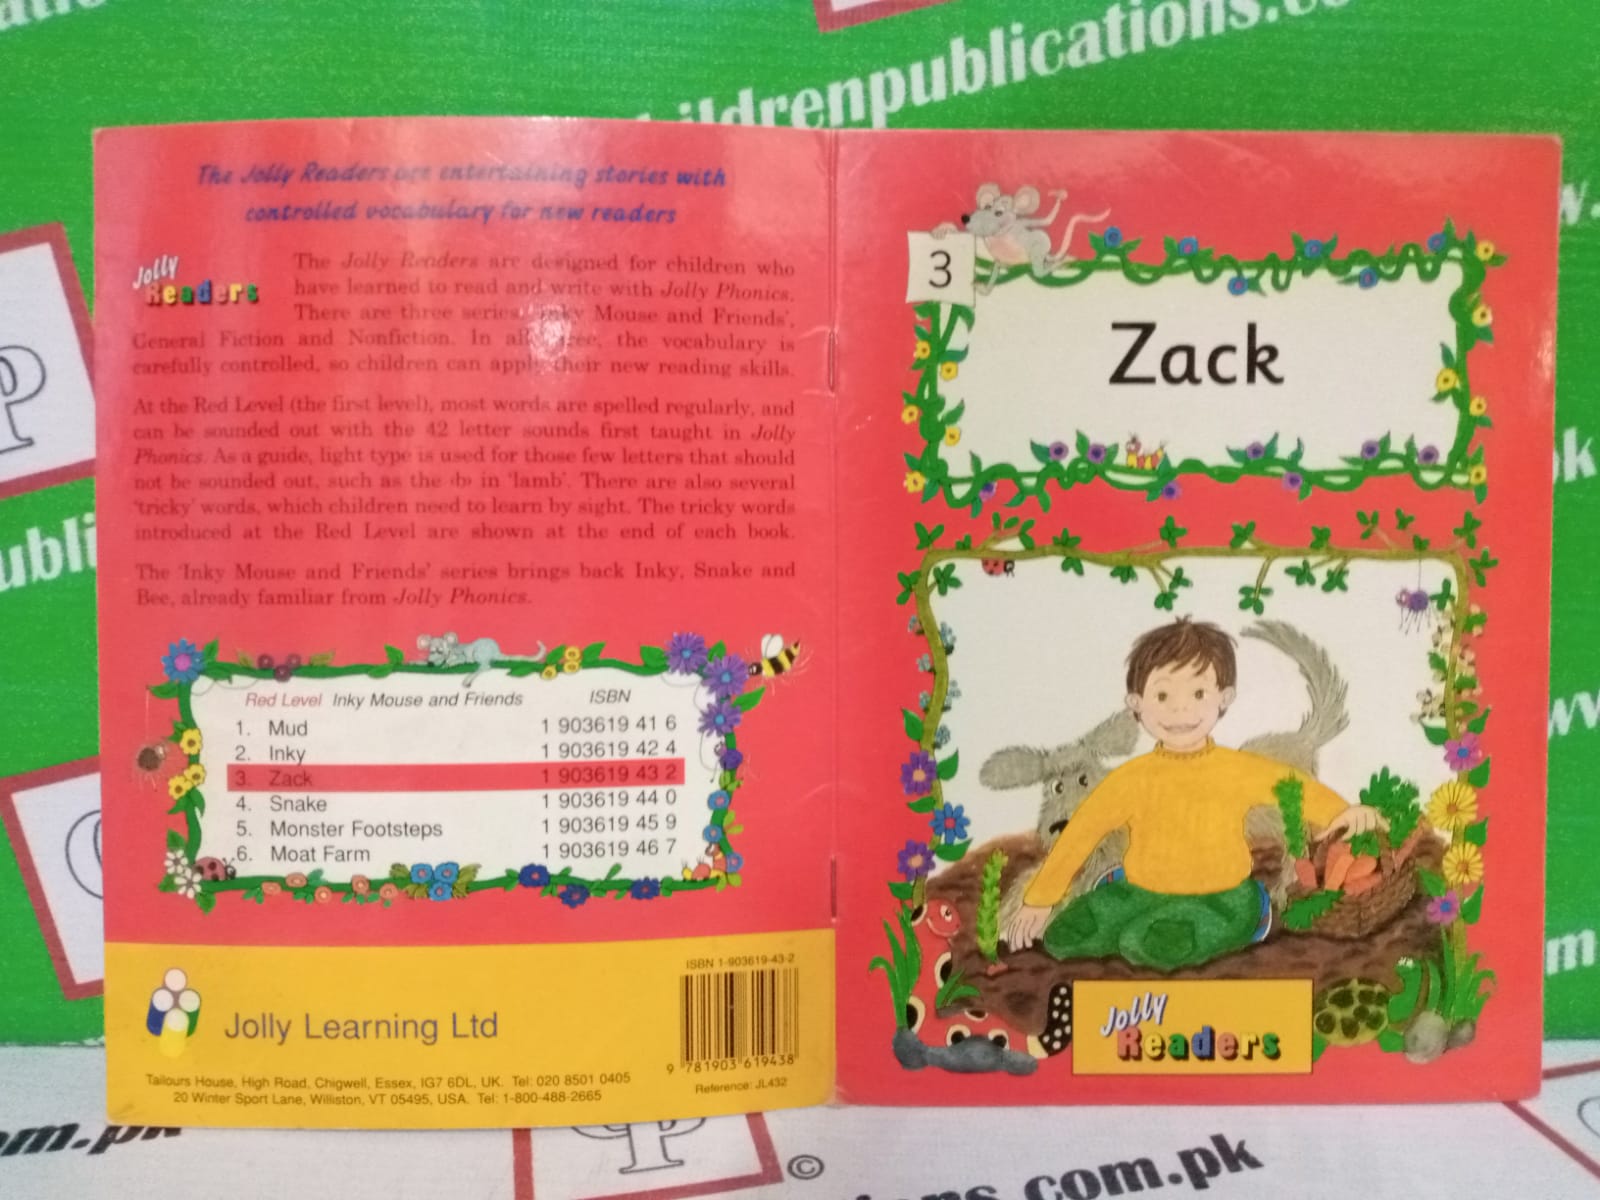 ildrenpublications.c
The Jolly Readers are entertaining stories with
controlled vocabulary for new readers
Jolly
Readers
The Jolly Readers are designed for children who
have learned to read and write with Jolly Phonics.
There are three series, 'Inky Mouse and Friends',
General Fiction and Nonfiction. In all three, the vocabulary is
carefully controlled, so children can apply their new reading skills.
At the Red Level (the first level), most words are spelled regularly, and
can be sounded out with the 42 letter sounds first taught in Jolly
Phonics. As a guide, light type is used for those few letters that should
not be sounded out, such as the ‹b› in 'lamb'. There are also several
'tricky' words, which children need to learn by sight. The tricky words
introduced at the Red Level are shown at the end of each book.
The 'Inky Mouse and Friends' series brings back Inky, Snake and
Bee, already familiar from Jolly Phonics.
Red Level Inky Mouse and Friends ISBN
1. Mud 1 903619 41 6
2. Inky 1 903619 42 4
3. Zack 1 903619 43 2
4. Snake 1 903619 44 0
5. Monster Footsteps 1 903619 45 9
6. Moat Farm 1 903619 46 7
Jolly Learning Ltd
ISBN 1-903619-43-2
9 781903 619438
Reference: JL432
Tailours House, High Road, Chigwell, Essex, IG7 6DL, UK. Tel: 020 8501 0405
20 Winter Sport Lane, Williston, VT 05495, USA. Tel: 1-800-488-2665
3
Zack
Jolly
Readers
om.pk
©
ons.com.pk